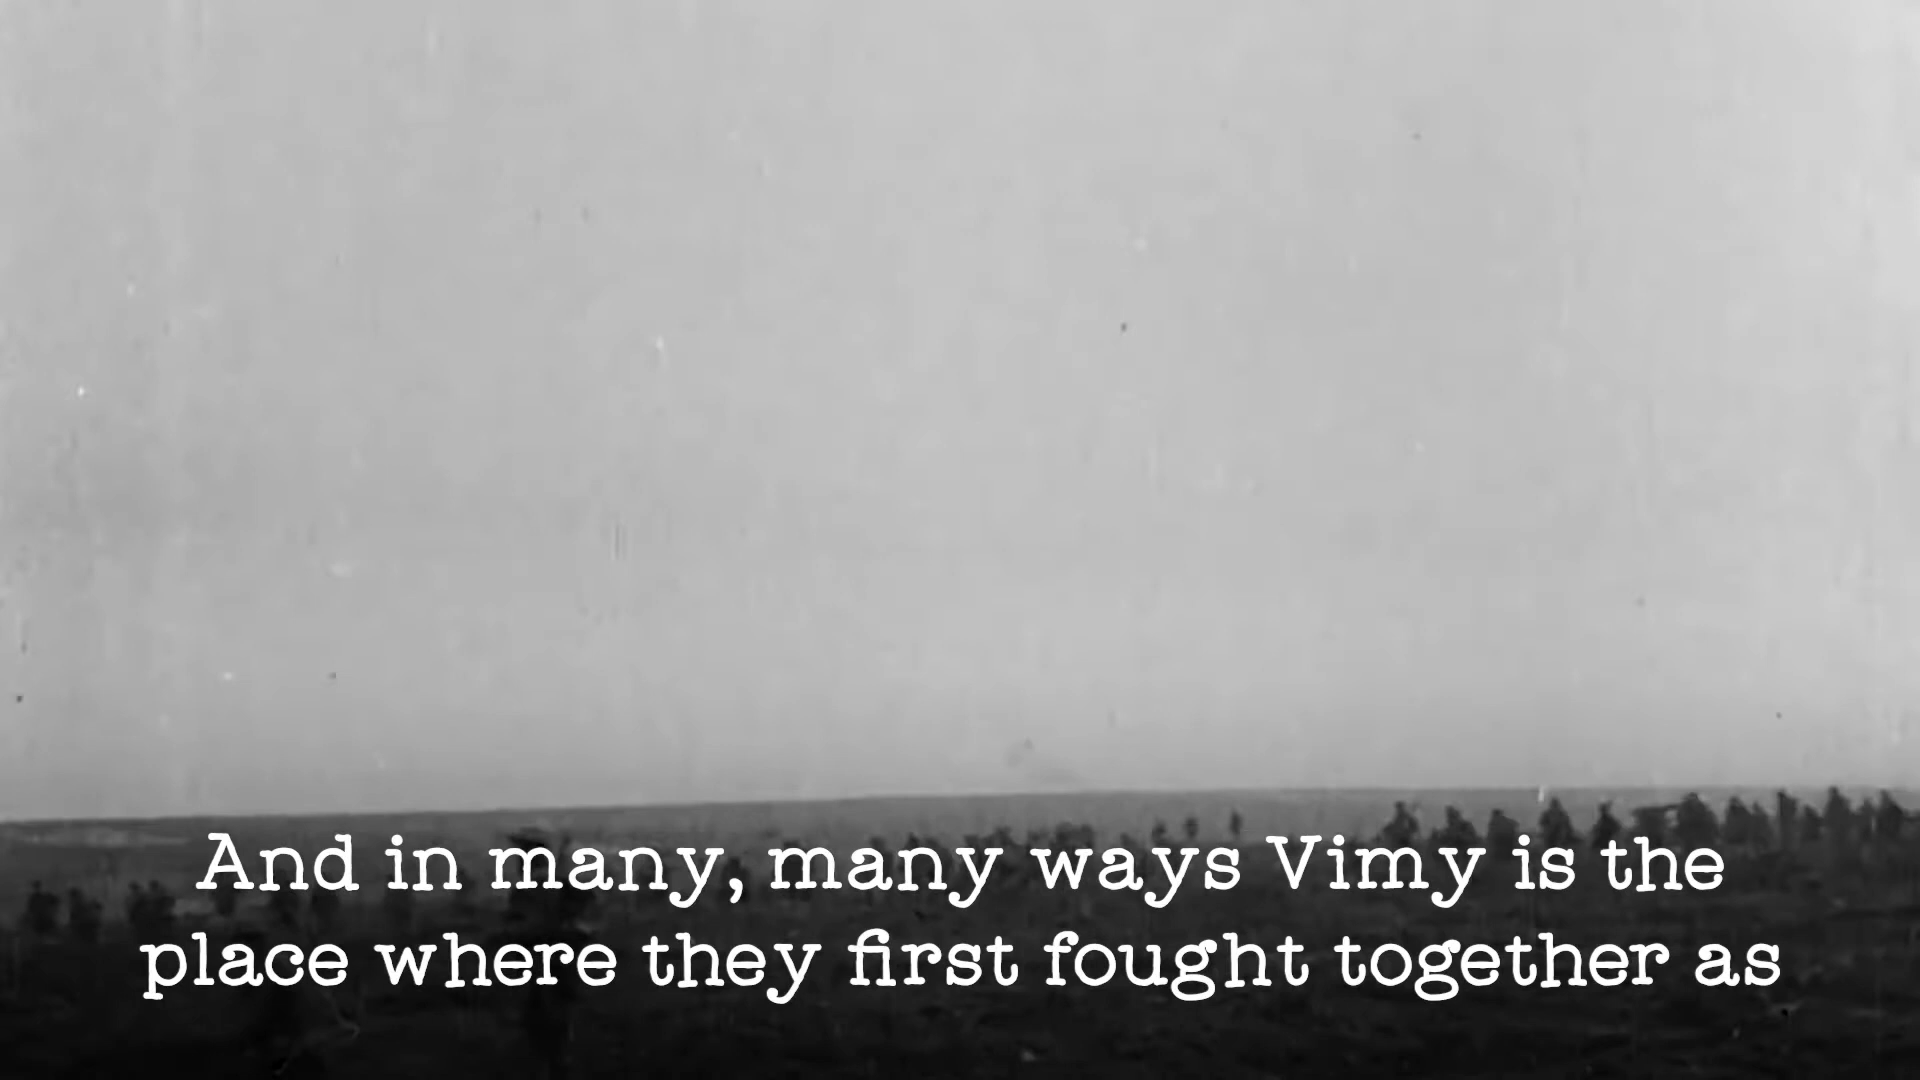 And in many, many ways Vimy is the
place where they first fought together as